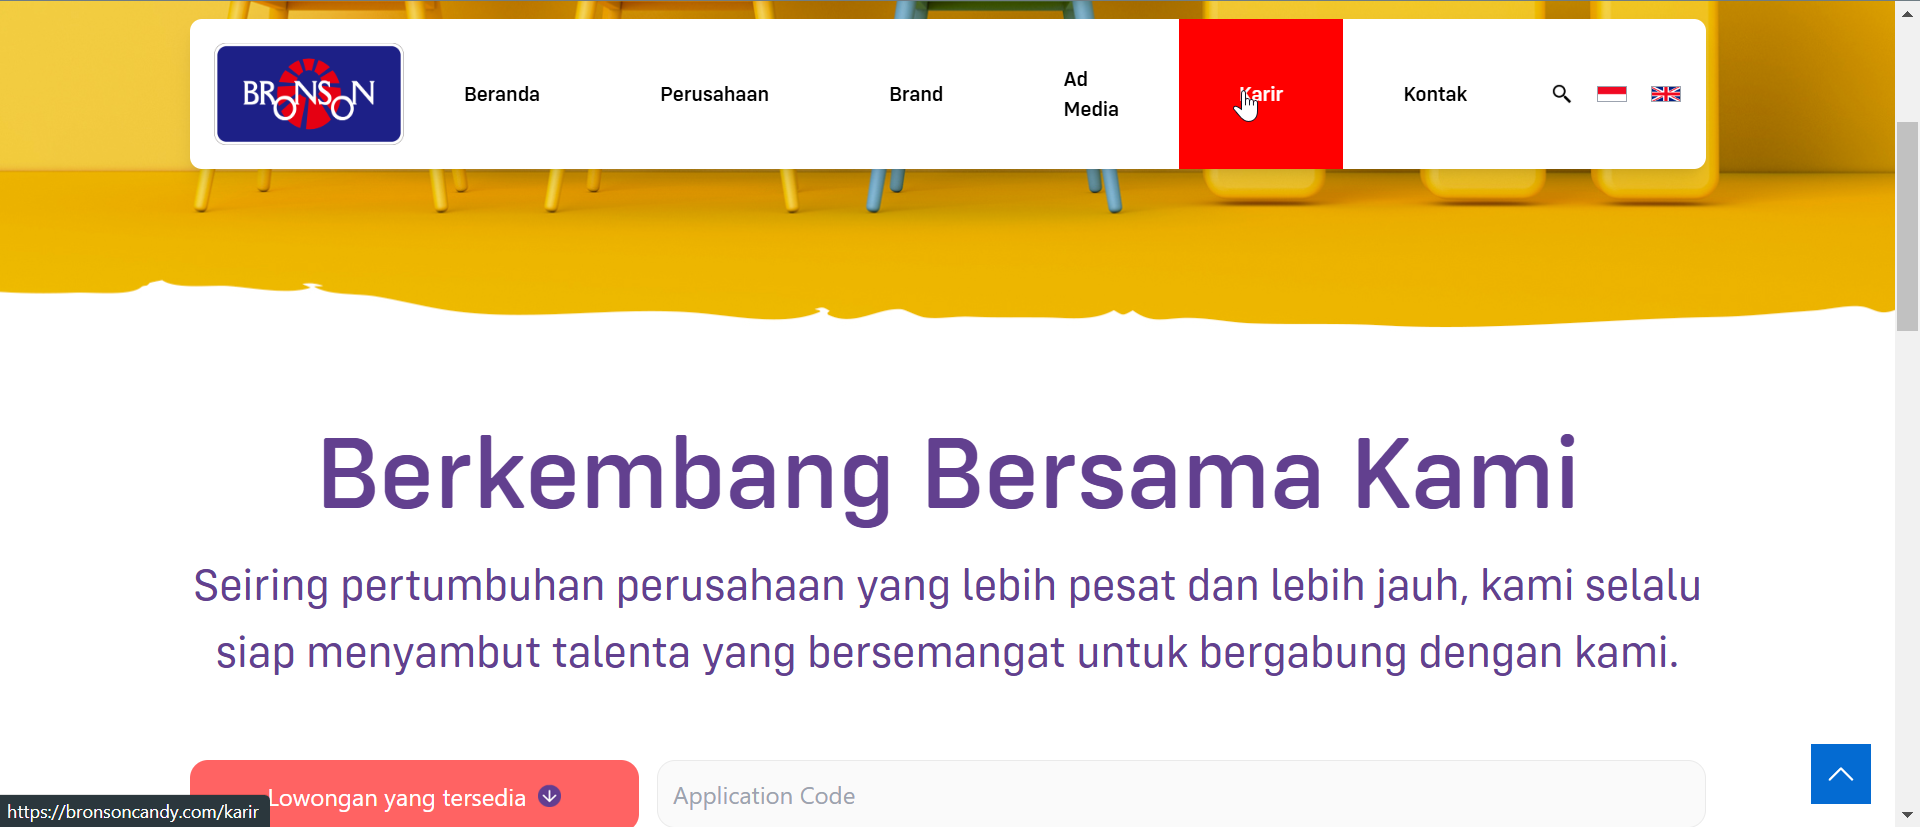 BRONSON
Beranda
Perusahaan
Brand
Ad
Media
Karir
Kontak
Berkembang Bersama Kami
Seiring pertumbuhan perusahaan yang lebih pesat dan lebih jauh, kami selalu
siap menyambut talenta yang bersemangat untuk bergabung dengan kami.
Lowongan yang tersedia
Application Code
https://bronsoncandy.com/karir